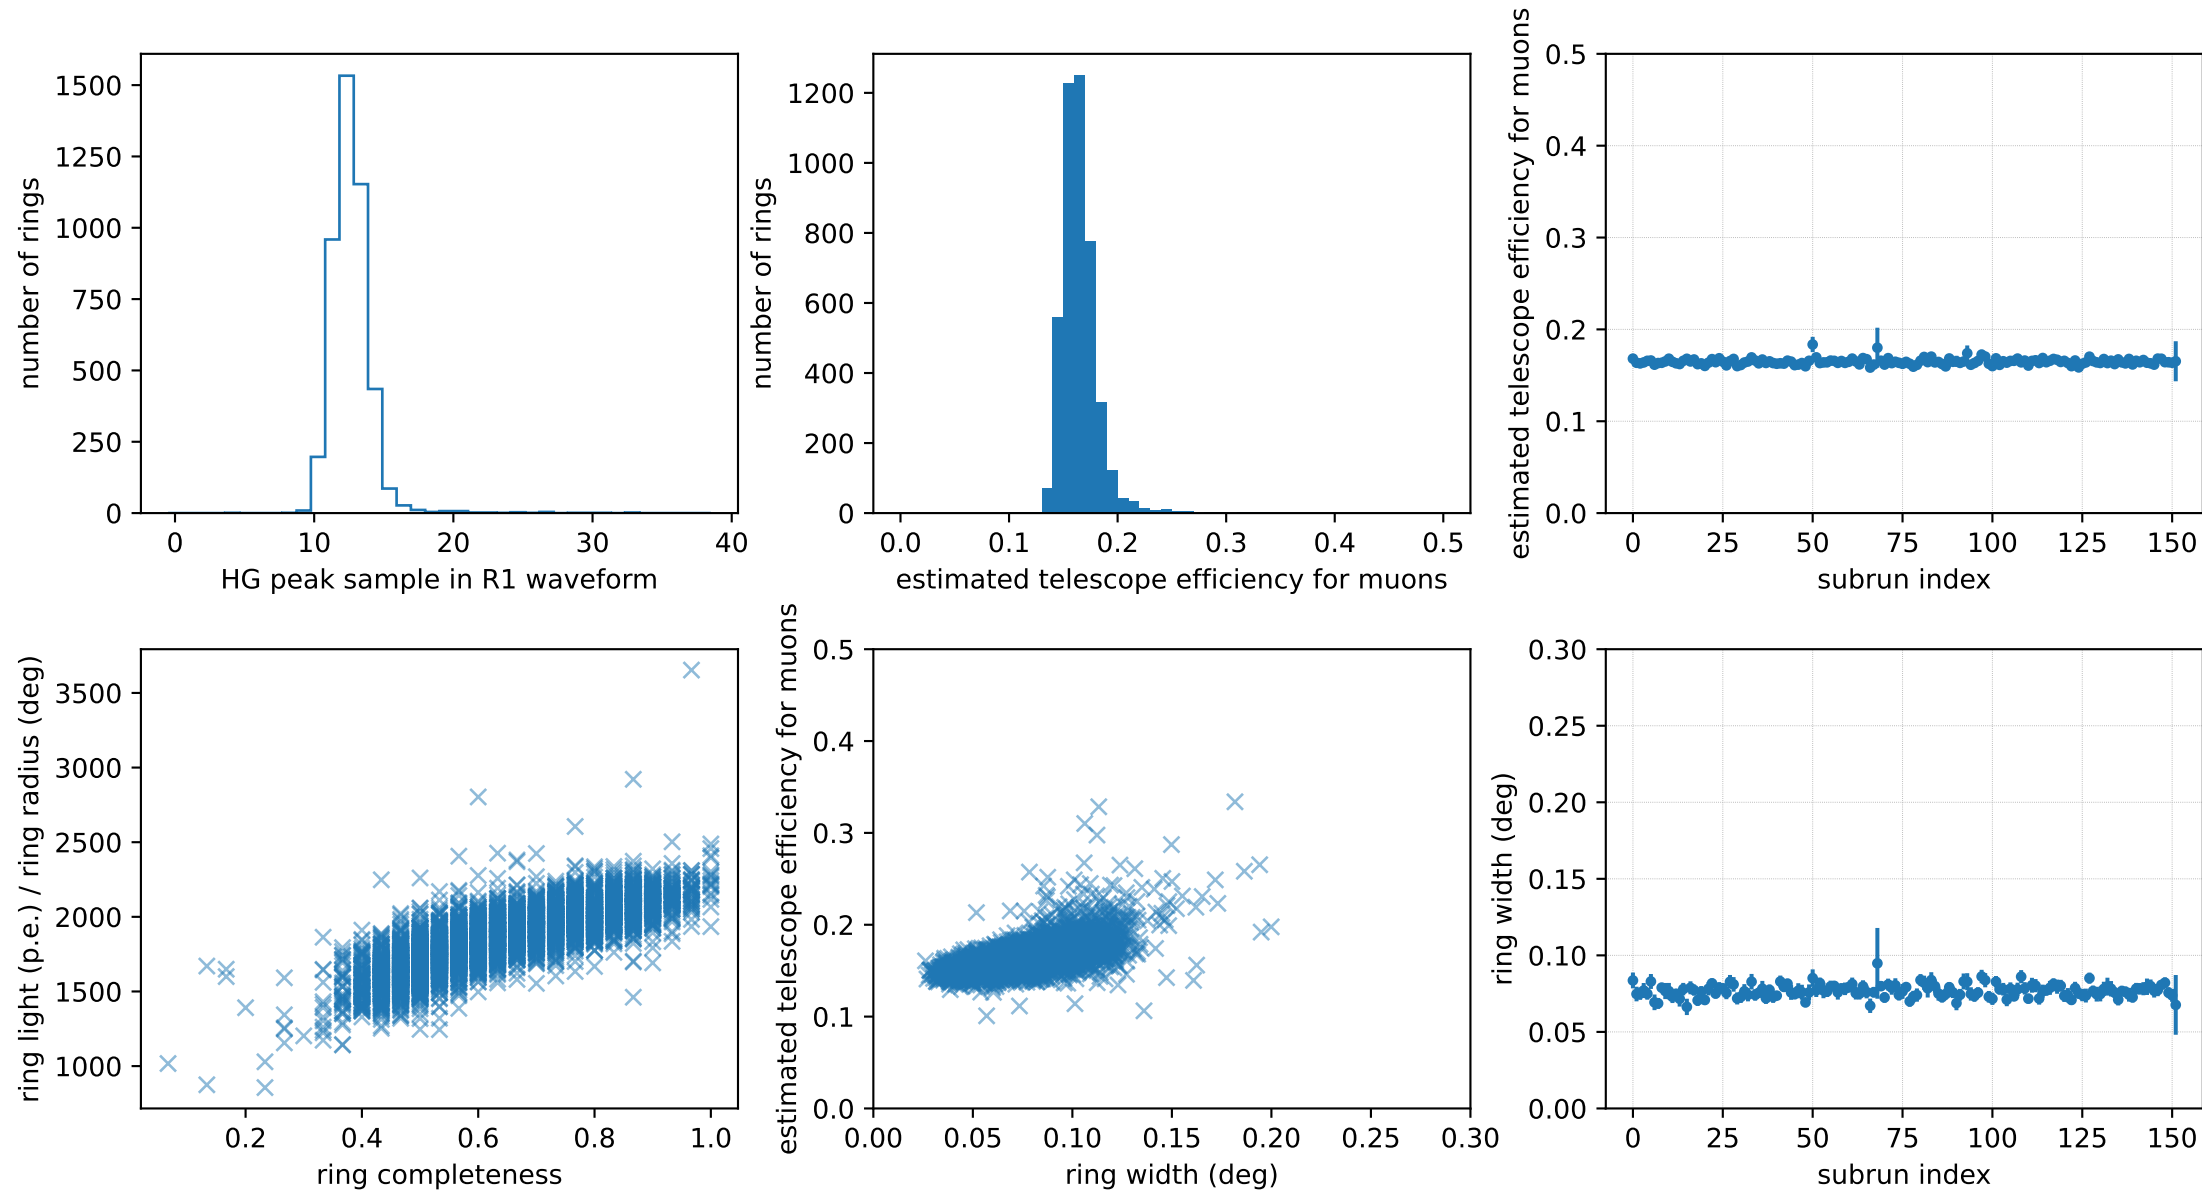 number of rings
1500
1250
1000
750
500
250
0
0 10 20 30 40
HG peak sample in R1 waveform
number of rings
1200
1000
800
600
400
200
0
0.0 0.1 0.2 0.3 0.4 0.5
estimated telescope efficiency for muons
estimated telescope efficiency for muons
0.5
0.4
0.3
0.2
0.1
0.0
0 25 50 75 100 125 150
subrun index
ring light (p.e.) / ring radius (deg)
3500
3000
2500
2000
1500
1000
0.2 0.4 0.6 0.8 1.0
ring completeness
estimated telescope efficiency for muons
0.5
0.4
0.3
0.2
0.1
0.0
0.00 0.05 0.10 0.15 0.20 0.25 0.30
ring width (deg)
ring width (deg)
0.30
0.25
0.20
0.15
0.10
0.05
0.00
0 25 50 75 100 125 150
subrun index